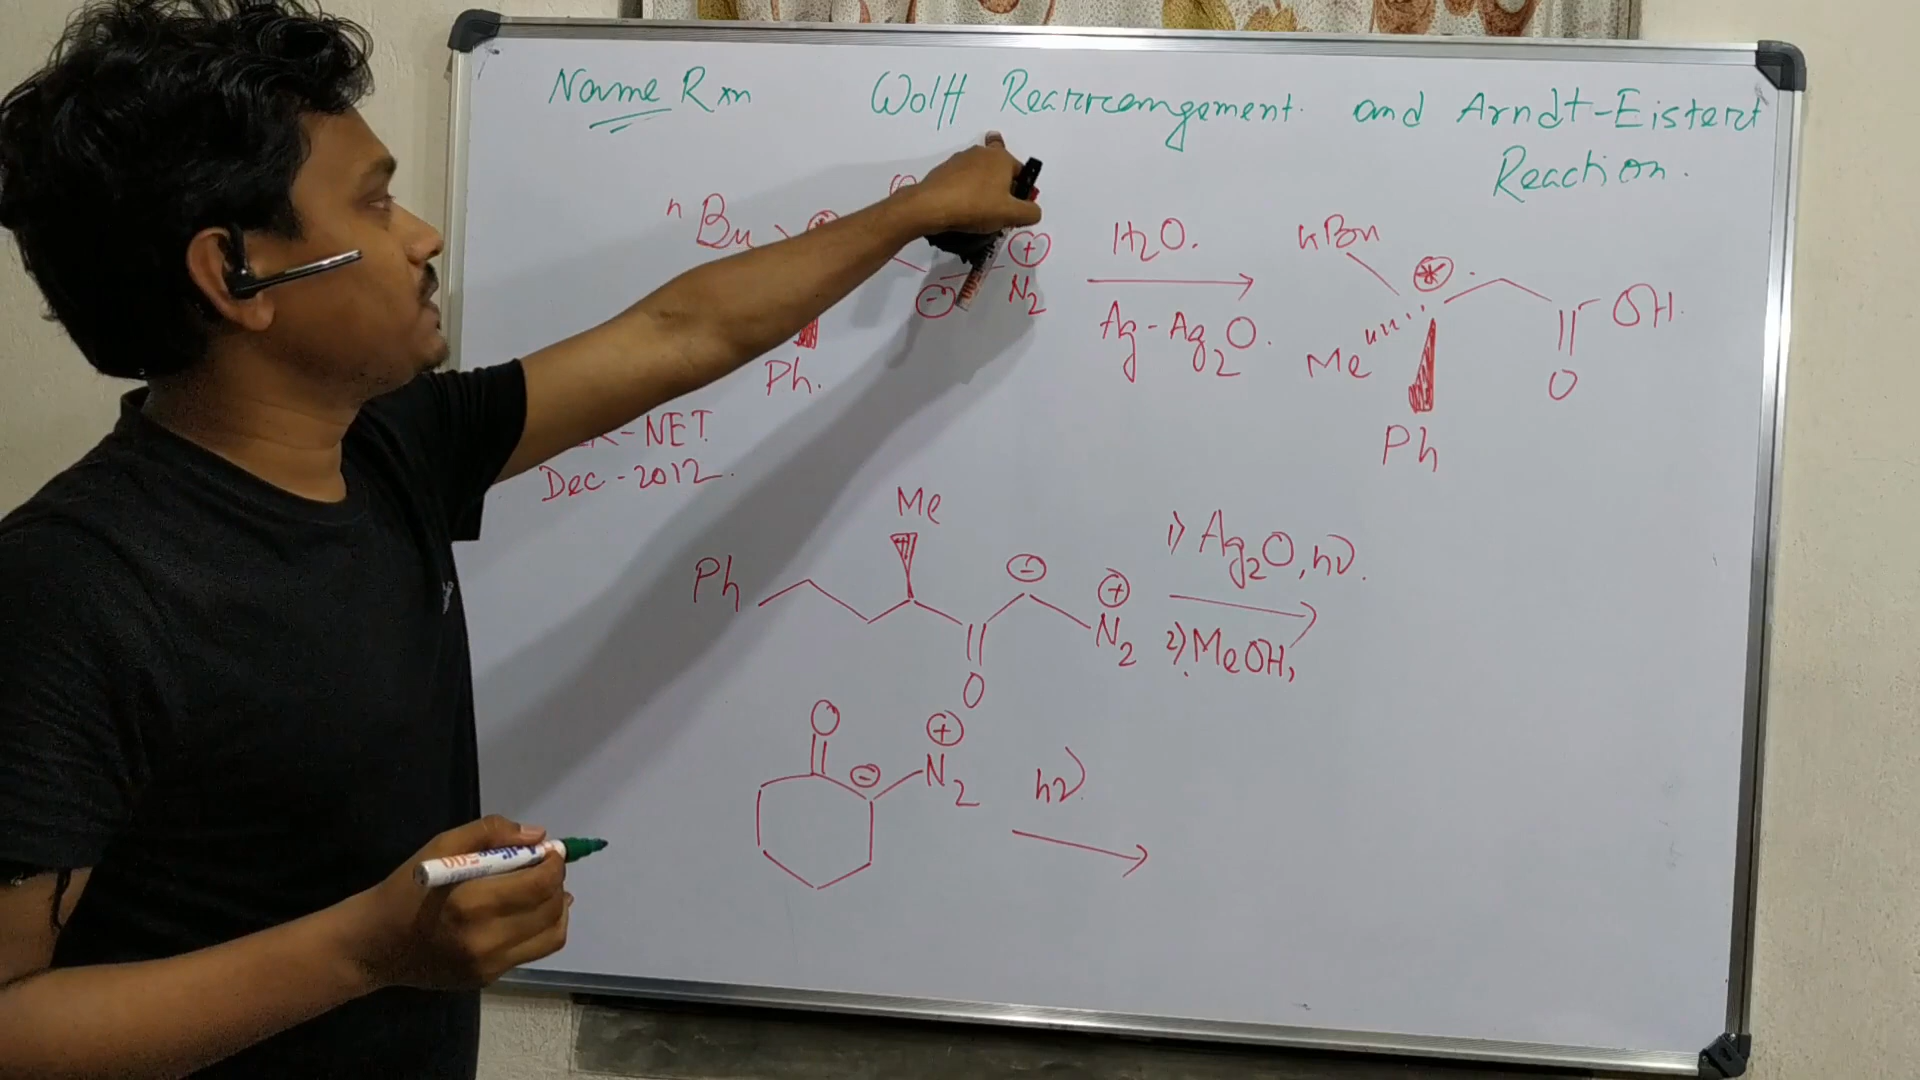 Name Rxn Wolff Rearrangement and Arndt-Eistert
Reaction.
nBu
⊖ ⊕ N2
H2O.
Ag-Ag2O.
nBu
*
Me
Ph
OH.
O
Ph.
-NET
Dec-2012.
Me
Ph
O
⊖ ⊕
N2
1) Ag2O, hν.
2) MeOH,
O
⊖ ⊕
N2
hν